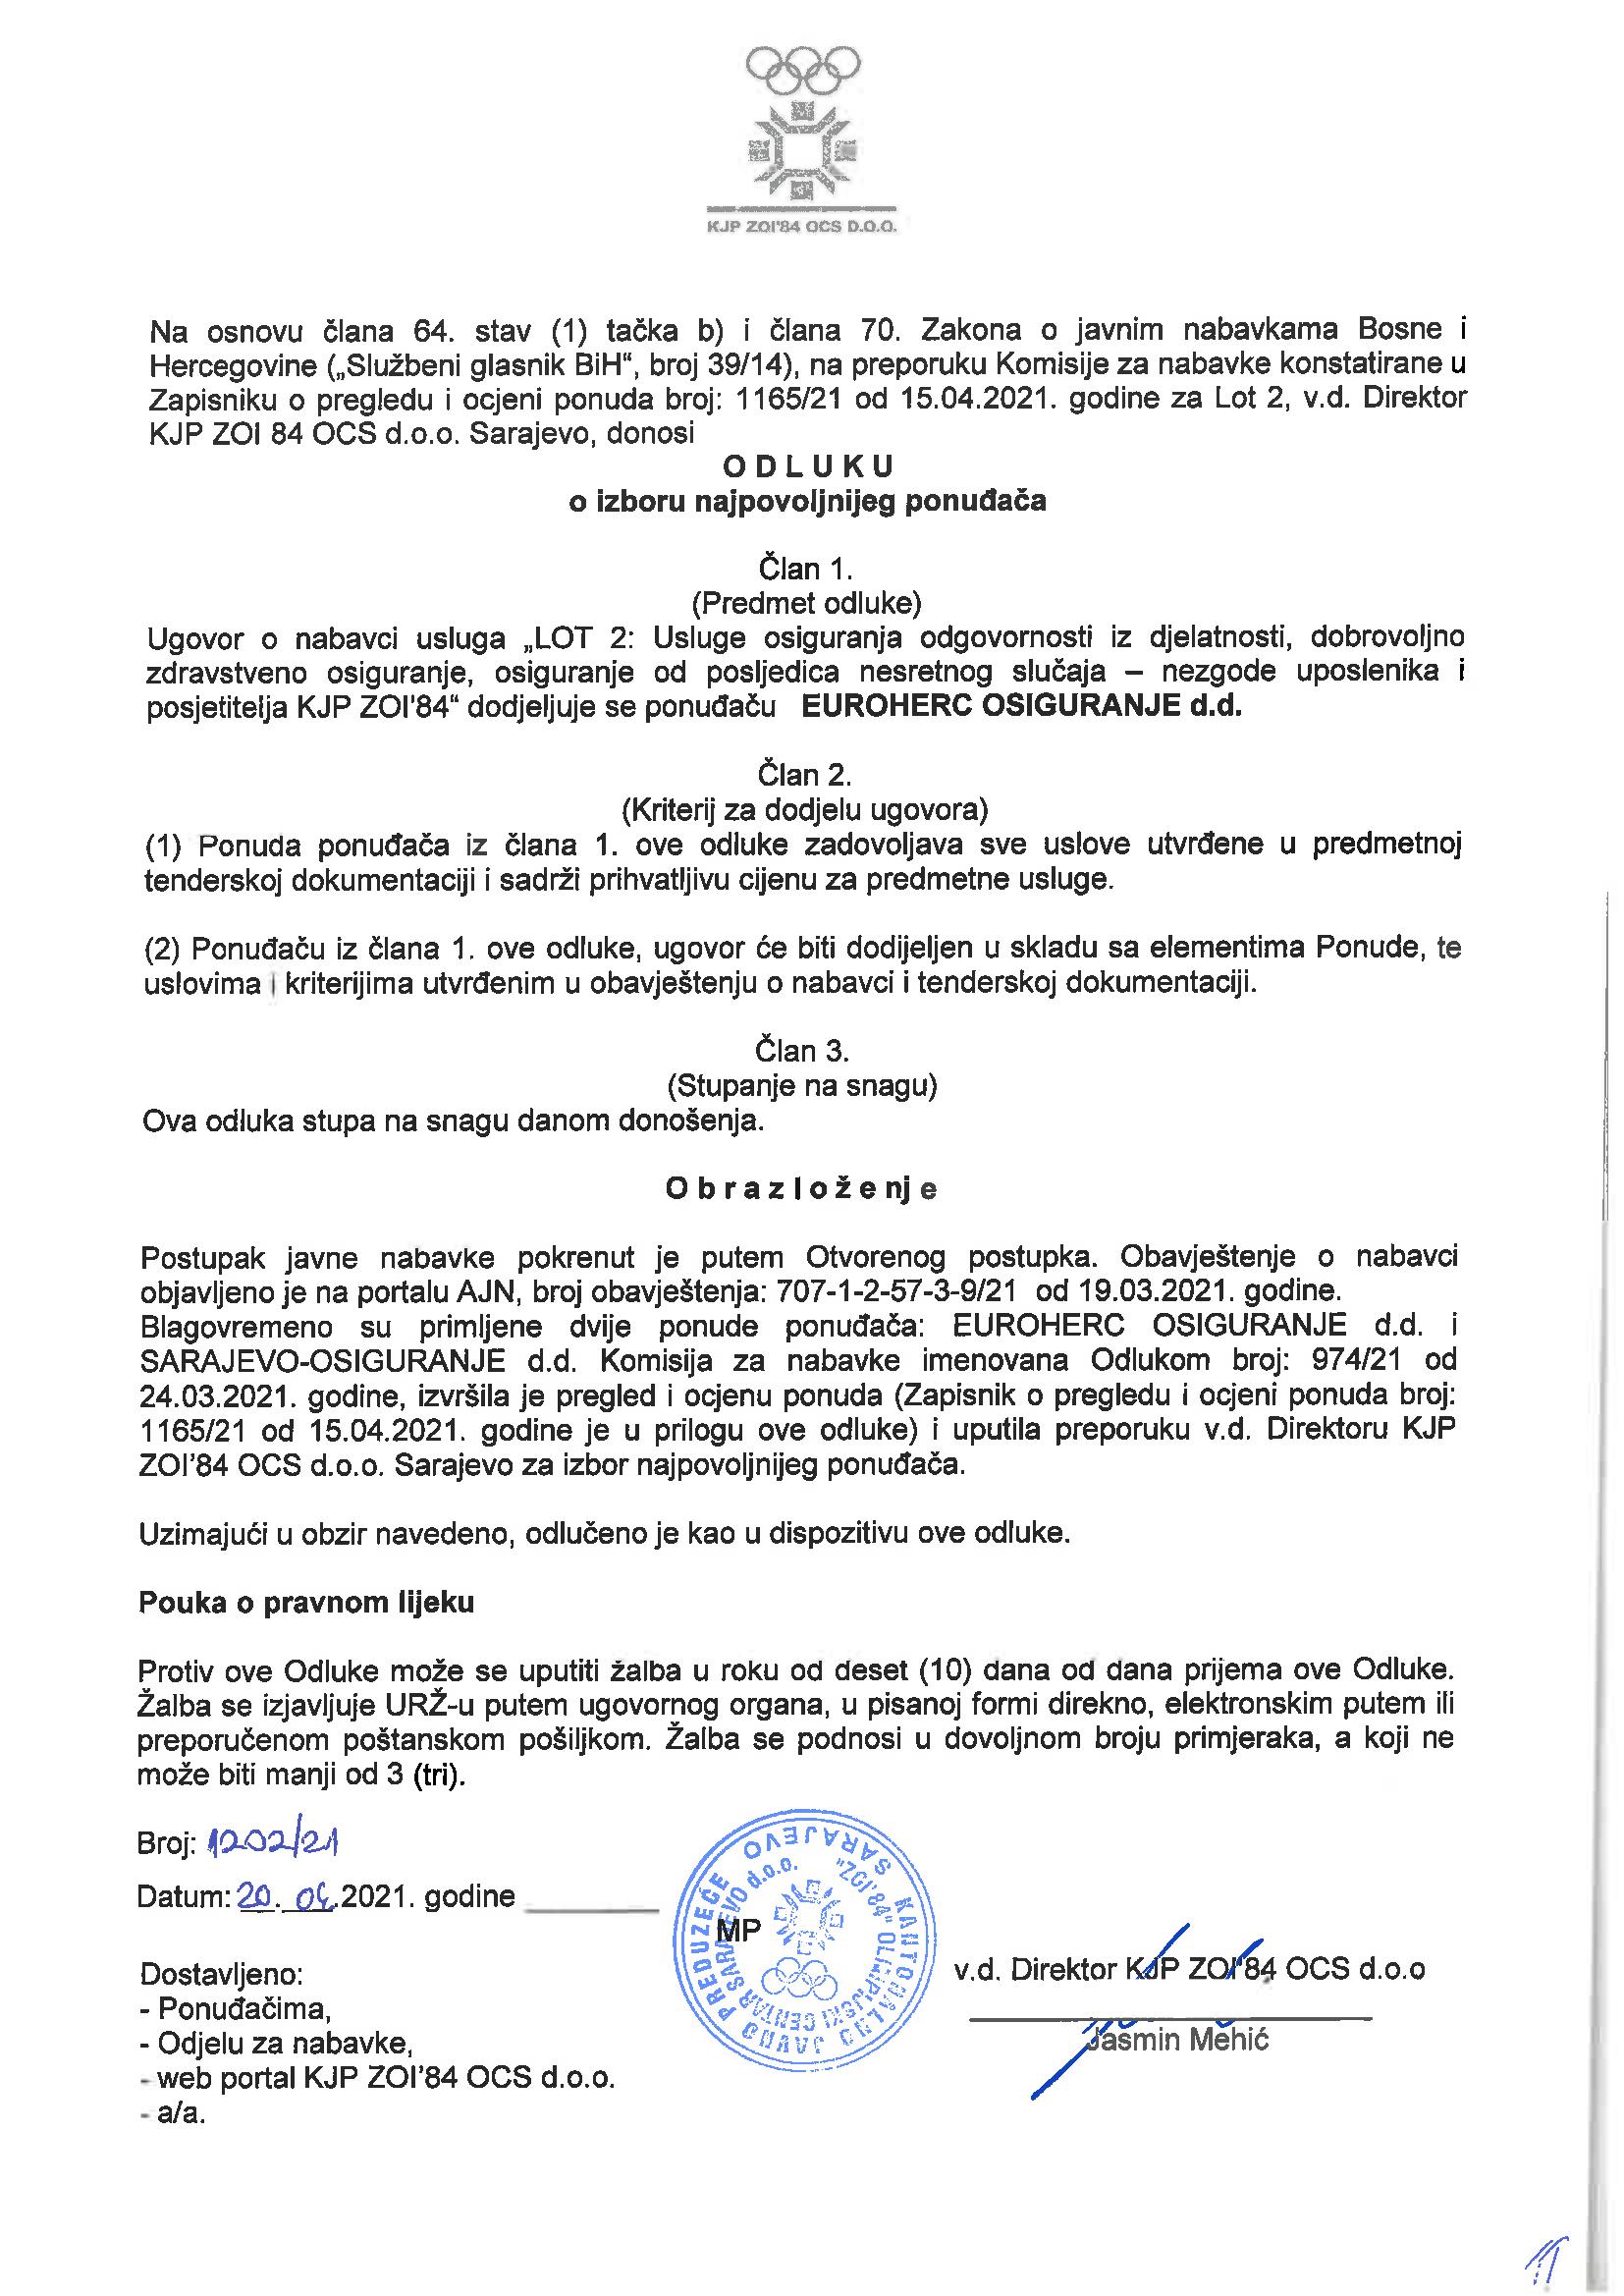 KJP ZOI'84 OCS D.O.O.
Na osnovu člana 64. stav (1) tačka b) i člana 70. Zakona o javnim nabavkama Bosne i
Hercegovine („Službeni glasnik BiH“, broj 39/14), na preporuku Komisije za nabavke konstatirane u
Zapisniku o pregledu i ocjeni ponuda broj: 1165/21 od 15.04.2021. godine za Lot 2, v.d. Direktor
KJP ZOI 84 OCS d.o.o. Sarajevo, donosi
O D L U K U
o izboru najpovoljnijeg ponuđača
Član 1.
(Predmet odluke)
Ugovor o nabavci usluga „LOT 2: Usluge osiguranja odgovornosti iz djelatnosti, dobrovoljno
zdravstveno osiguranje, osiguranje od posljedica nesretnog slučaja – nezgode uposlenika i
posjetitelja KJP ZOI'84“ dodjeljuje se ponuđaču EUROHERC OSIGURANJE d.d.
Član 2.
(Kriterij za dodjelu ugovora)
(1) Ponuda ponuđača iz člana 1. ove odluke zadovoljava sve uslove utvrđene u predmetnoj
tenderskoj dokumentaciji i sadrži prihvatljivu cijenu za predmetne usluge.
(2) Ponuđaču iz člana 1. ove odluke, ugovor će biti dodijeljen u skladu sa elementima Ponude, te
uslovima i kriterijima utvrđenim u obavještenju o nabavci i tenderskoj dokumentaciji.
Član 3.
(Stupanje na snagu)
Ova odluka stupa na snagu danom donošenja.
O b r a z l o ž e nj e
Postupak javne nabavke pokrenut je putem Otvorenog postupka. Obavještenje o nabavci
objavljeno je na portalu AJN, broj obavještenja: 707-1-2-57-3-9/21 od 19.03.2021. godine.
Blagovremeno su primljene dvije ponude ponuđača: EUROHERC OSIGURANJE d.d. i
SARAJEVO-OSIGURANJE d.d. Komisija za nabavke imenovana Odlukom broj: 974/21 od
24.03.2021. godine, izvršila je pregled i ocjenu ponuda (Zapisnik o pregledu i ocjeni ponuda broj:
1165/21 od 15.04.2021. godine je u prilogu ove odluke) i uputila preporuku v.d. Direktoru KJP
ZOI'84 OCS d.o.o. Sarajevo za izbor najpovoljnijeg ponuđača.
Uzimajući u obzir navedeno, odlučeno je kao u dispozitivu ove odluke.
Pouka o pravnom lijeku
Protiv ove Odluke može se uputiti žalba u roku od deset (10) dana od dana prijema ove Odluke.
Žalba se izjavljuje URŽ-u putem ugovornog organa, u pisanoj formi direkno, elektronskim putem ili
preporučenom poštanskom pošiljkom. Žalba se podnosi u dovoljnom broju primjeraka, a koji ne
može biti manji od 3 (tri).
Broj: 1202/21
Datum: 20. 04.2021. godine
KANTONALNO JAVNO PREDUZEĆE SARAJEVO
"ZOI'84" OLIMPIJSKI CENTAR SARAJEVO d.o.o.
MP
v.d. Direktor KJP ZOI'84 OCS d.o.o
Jasmin Mehić
Dostavljeno:
- Ponuđačima,
- Odjelu za nabavke,
- web portal KJP ZOI'84 OCS d.o.o.
- a/a.